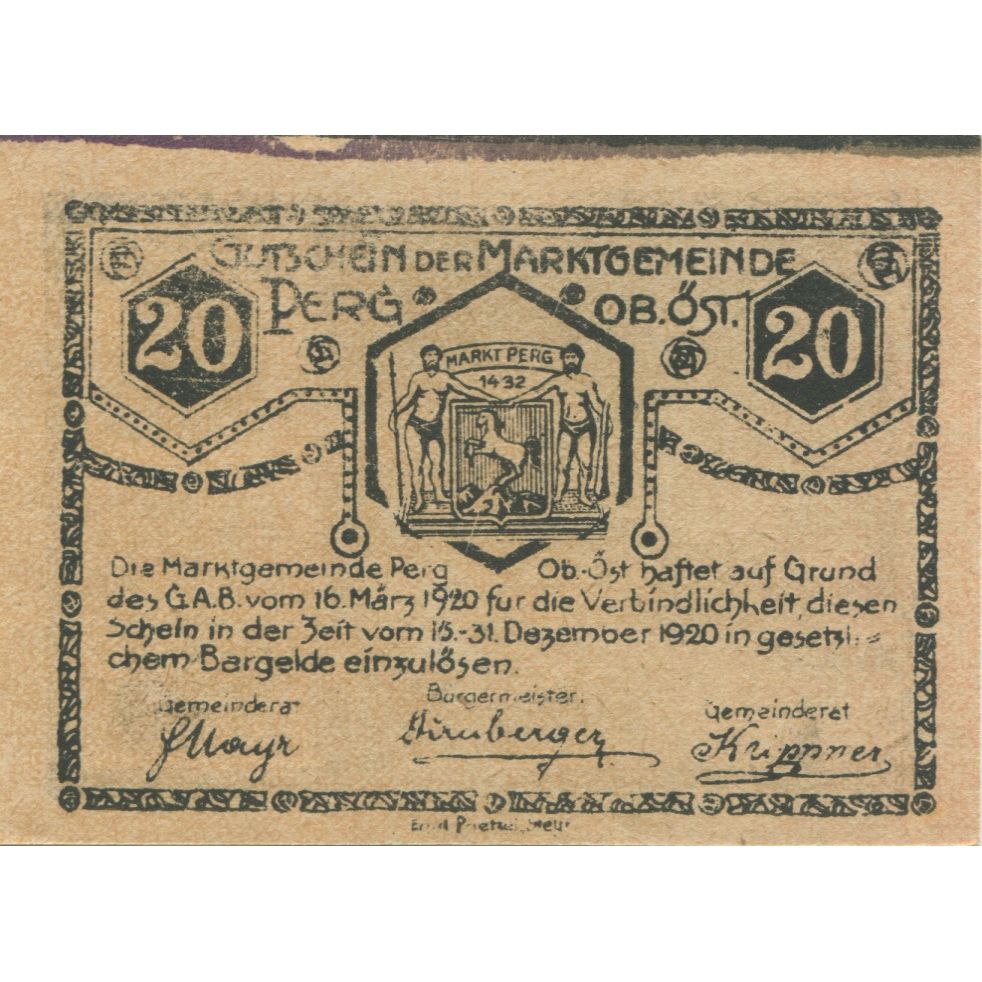 GUTSCHEIN DER MARKTGEMEINDE
PERG OB. ÖST.
20 20
MARKT PERG
1432
Die Marktgemeinde Perg Ob.-Öst haftet auf Grund
des G.A.B. vom 16. März 1920 für die Verbindlichkeit diesen
Schein in der Zeit vom 15.-31. Dezember 1920 in gesetzli-
chem Bargelde einzulösen.
Gemeinderat Bürgermeister. Gemeinderat
Mayr Krippner